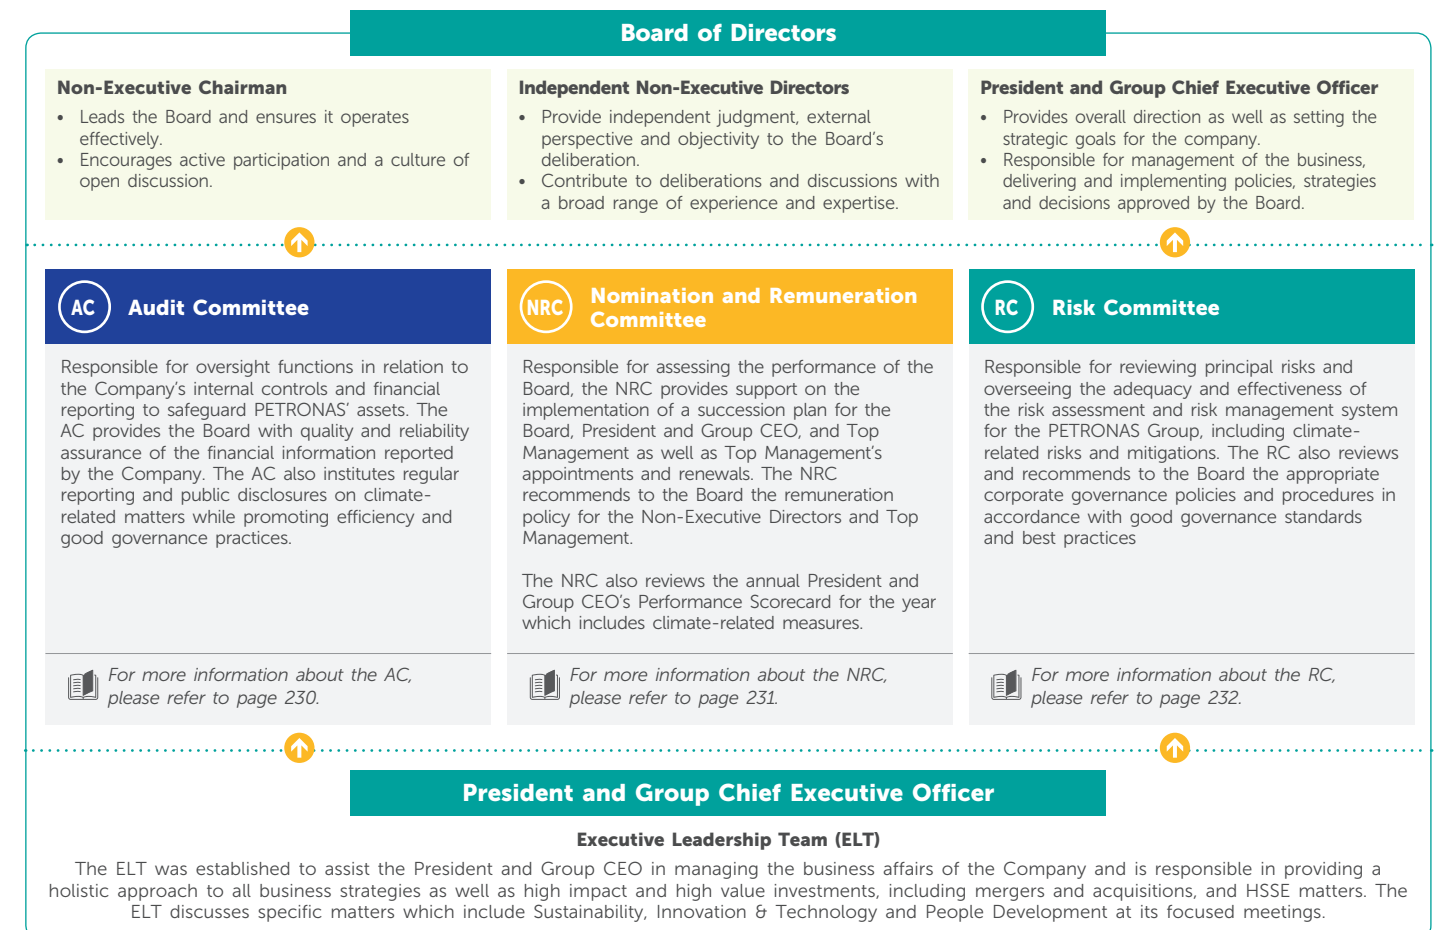 Board of Directors
Non-Executive Chairman
• Leads the Board and ensures it operates
effectively.
• Encourages active participation and a culture of
open discussion.
Independent Non-Executive Directors
• Provide independent judgment, external
perspective and objectivity to the Board's
deliberation.
• Contribute to deliberations and discussions with
a broad range of experience and expertise.
President and Group Chief Executive Officer
• Provides overall direction as well as setting the
strategic goals for the company.
• Responsible for management of the business,
delivering and implementing policies, strategies
and decisions approved by the Board.
AC Audit Committee
Responsible for oversight functions in relation to
the Company's internal controls and financial
reporting to safeguard PETRONAS' assets. The
AC provides the Board with quality and reliability
assurance of the financial information reported
by the Company. The AC also institutes regular
reporting and public disclosures on climate-
related matters while promoting efficiency and
good governance practices.
For more information about the AC,
please refer to page 230.
NRC Nomination and Remuneration
Committee
Responsible for assessing the performance of the
Board, the NRC provides support on the
implementation of a succession plan for the
Board, President and Group CEO, and Top
Management as well as Top Management's
appointments and renewals. The NRC
recommends to the Board the remuneration
policy for the Non-Executive Directors and Top
Management.
The NRC also reviews the annual President and
Group CEO's Performance Scorecard for the year
which includes climate-related measures.
For more information about the NRC,
please refer to page 231.
RC Risk Committee
Responsible for reviewing principal risks and
overseeing the adequacy and effectiveness of
the risk assessment and risk management system
for the PETRONAS Group, including climate-
related risks and mitigations. The RC also reviews
and recommends to the Board the appropriate
corporate governance policies and procedures in
accordance with good governance standards
and best practices
For more information about the RC,
please refer to page 232.
President and Group Chief Executive Officer
Executive Leadership Team (ELT)
The ELT was established to assist the President and Group CEO in managing the business affairs of the Company and is responsible in providing a
holistic approach to all business strategies as well as high impact and high value investments, including mergers and acquisitions, and HSSE matters. The
ELT discusses specific matters which include Sustainability, Innovation & Technology and People Development at its focused meetings.